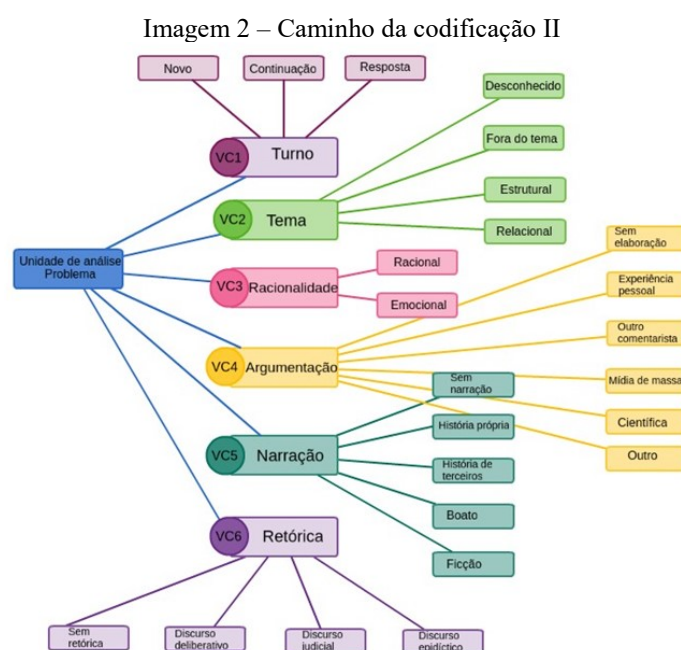 Imagem 2 – Caminho da codificação II
Novo
Continuação
Resposta
VC1
Turno
Desconhecido
Fora do tema
Estrutural
Relacional
VC2
Tema
Unidade de análise
Problema
VC3
Racionalidade
Racional
Emocional
Sem
elaboração
Experiência
pessoal
Outro
comentarista
Mídia de massa
Científica
Outro
VC4
Argumentação
Sem
narração
História própria
História de
terceiros
Boato
Ficção
VC5
Narração
VC6
Retórica
Sem
retórica
Discurso
deliberativo
Discurso
judicial
Discurso
epidíctico